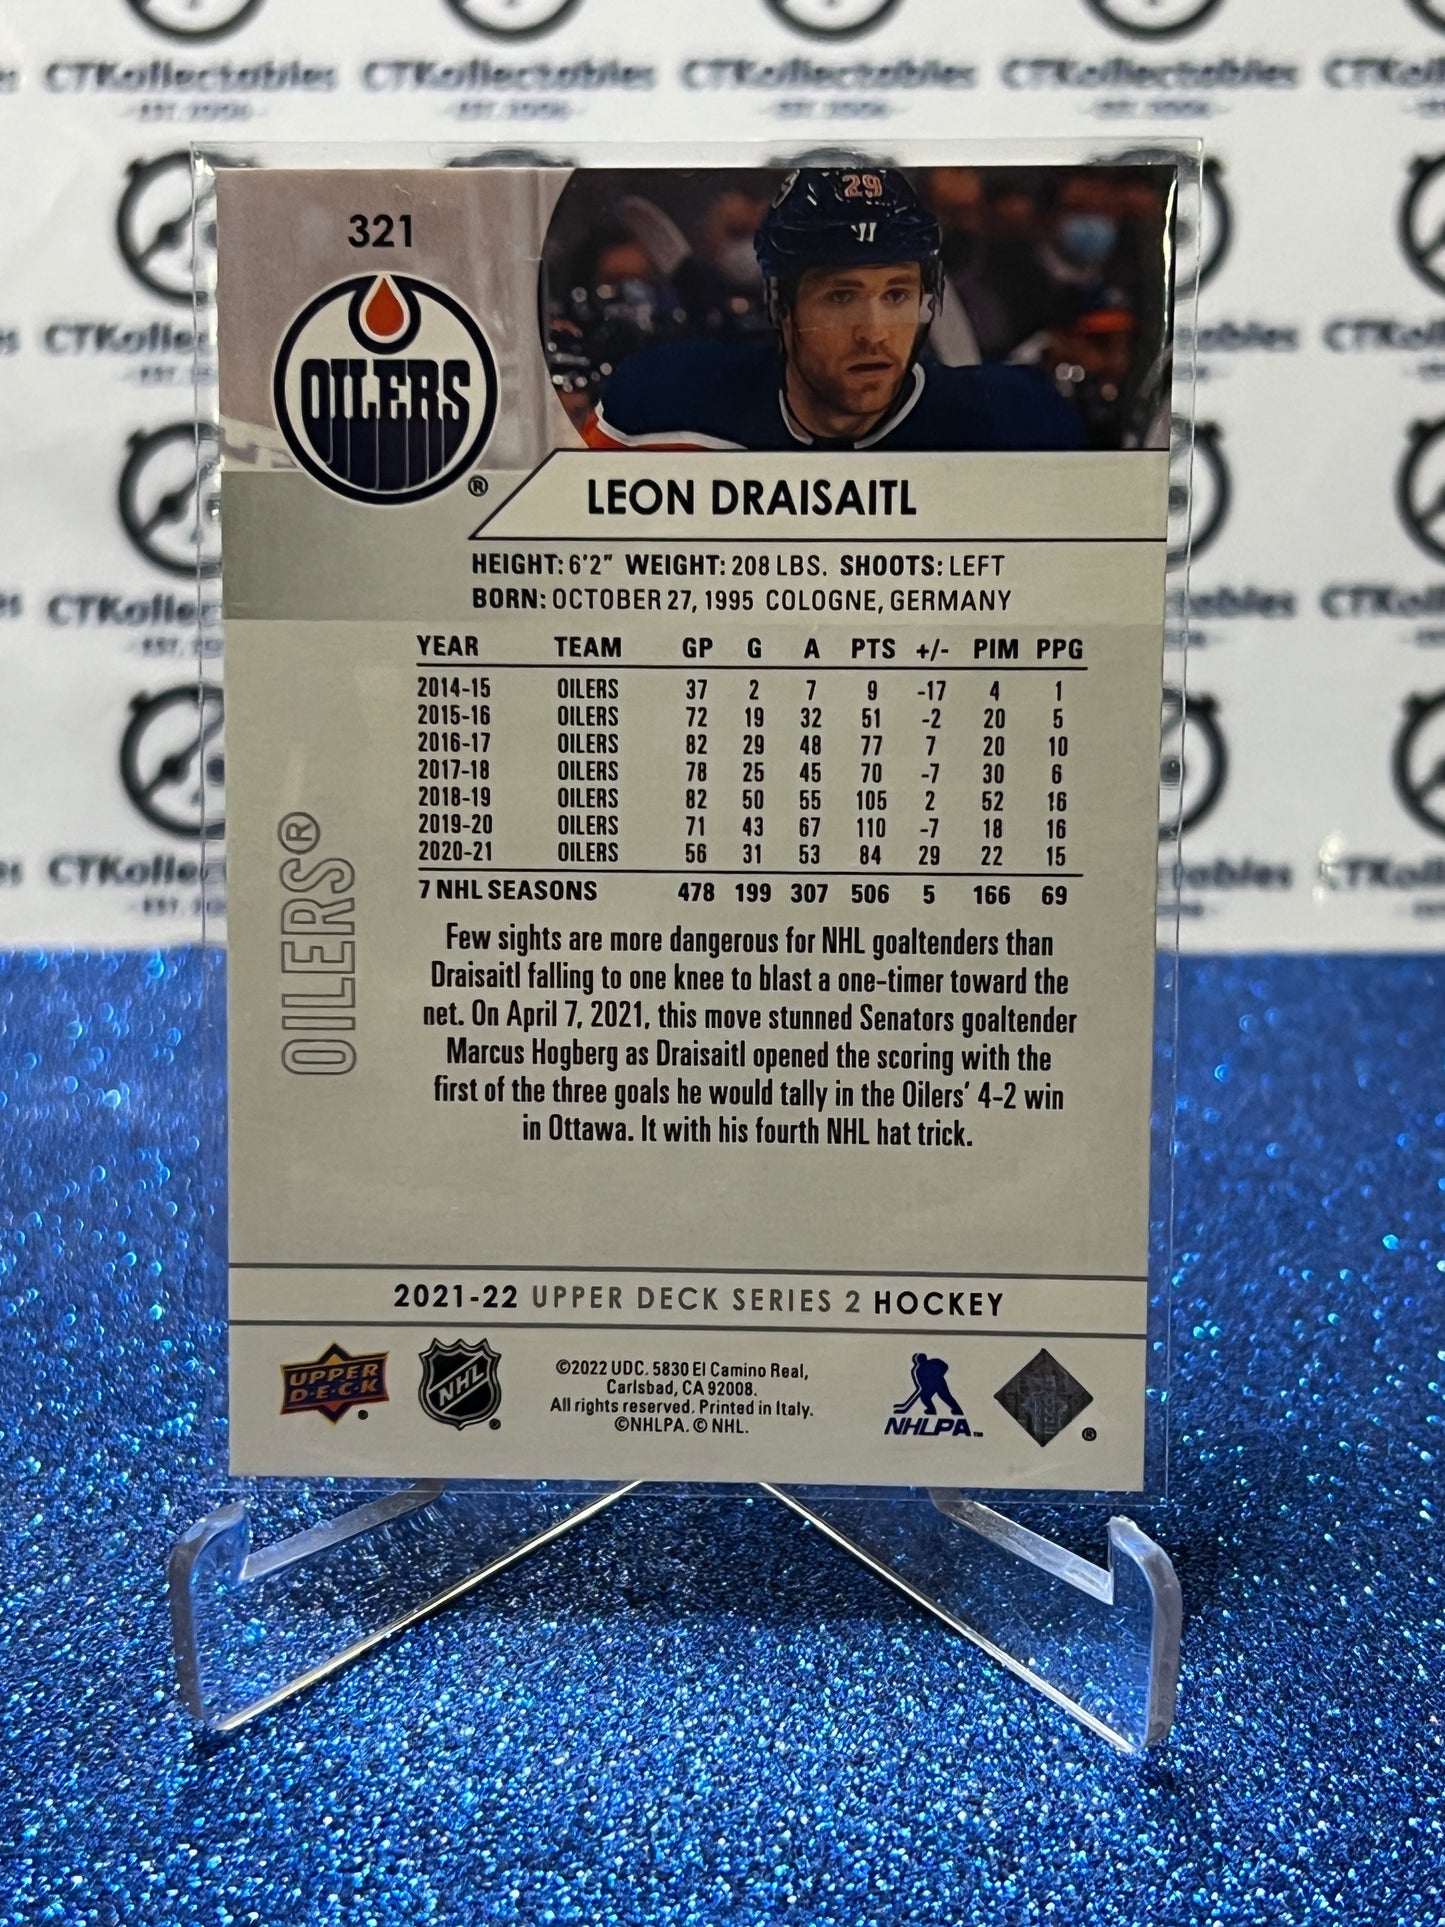 CTKollectables CTKollectables CTKollectables CTKollectables
321
29
OILERS
®
LEON DRAISAITL
HEIGHT: 6'2" WEIGHT: 208 LBS. SHOOTS: LEFT
BORN: OCTOBER 27, 1995 COLOGNE, GERMANY
YEAR TEAM GP G A PTS +/- PIM PPG
2014-15 OILERS 37 2 7 9 -17 4 1
2015-16 OILERS 72 19 32 51 -2 20 5
2016-17 OILERS 82 29 48 77 7 20 10
2017-18 OILERS 78 25 45 70 -7 30 6
2018-19 OILERS 82 50 55 105 2 52 16
2019-20 OILERS 71 43 67 110 -7 18 16
2020-21 OILERS 56 31 53 84 29 22 15
7 NHL SEASONS 478 199 307 506 5 166 69
OILERS®
Few sights are more dangerous for NHL goaltenders than
Draisaitl falling to one knee to blast a one-timer toward the
net. On April 7, 2021, this move stunned Senators goaltender
Marcus Hogberg as Draisaitl opened the scoring with the
first of the three goals he would tally in the Oilers' 4-2 win
in Ottawa. It with his fourth NHL hat trick.
2021-22 UPPER DECK SERIES 2 HOCKEY
UPPER
D·E·C·K
®
NHL
®
©2022 UDC. 5830 El Camino Real,
Carlsbad, CA 92008.
All rights reserved. Printed in Italy.
©NHLPA. © NHL.
NHLPA™
®